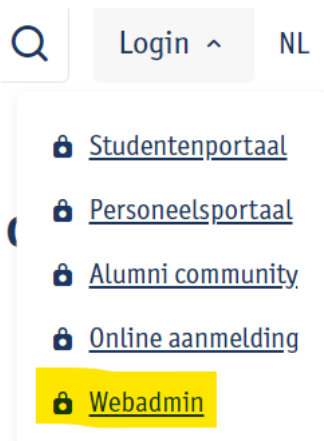 Login NL
Studentenportaal
Personeelsportaal
Alumni community
Online aanmelding
Webadmin